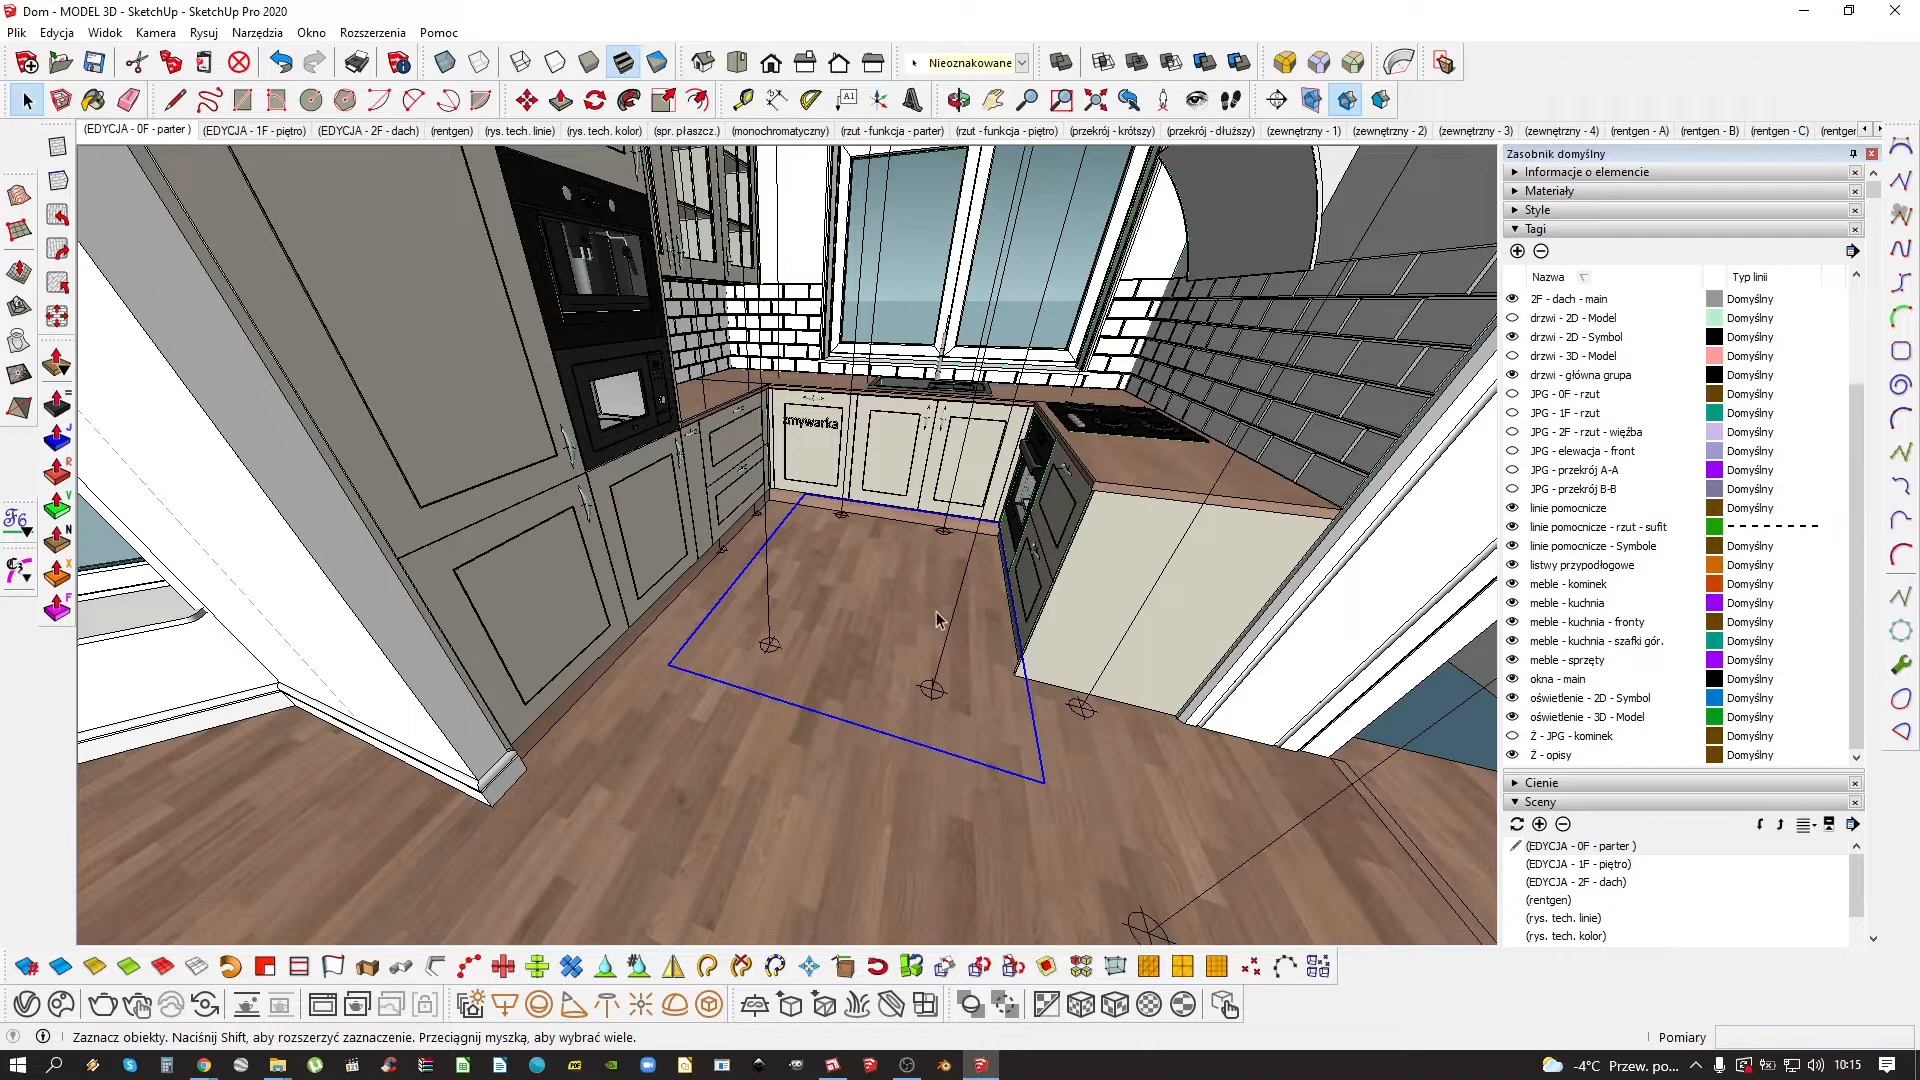 Dom - MODEL 3D - SketchUp - SketchUp Pro 2020
Plik Edycja Widok Kamera Rysuj Narzędzia Okno Rozszerzenia Pomoc
Nieoznakowane
A1
(EDYCJA - 0F - parter ) (EDYCJA - 1F - piętro) (EDYCJA - 2F - dach) (rentgen) (rys. tech. linie) (rys. tech. kolor) (spr. płaszcz.) (monochromatyczny) (rzut - funkcja - parter) (rzut - funkcja - piętro) (przekrój - krótszy) (przekrój - dłuższy) (zewnętrzny - 1) (zewnętrzny - 2) (zewnętrzny - 3) (zewnętrzny - 4) (rentgen - A) (rentgen - B) (rentgen - C) (rentger
Zasobnik domyślny
Informacje o elemencie
Materiały
Style
Tagi
Nazwa Typ linii
2F - dach - main Domyślny
drzwi - 2D - Model Domyślny
drzwi - 2D - Symbol Domyślny
drzwi - 3D - Model Domyślny
drzwi - główna grupa Domyślny
JPG - 0F - rzut Domyślny
JPG - 1F - rzut Domyślny
JPG - 2F - rzut - więźba Domyślny
JPG - elewacja - front Domyślny
JPG - przekrój A-A Domyślny
JPG - przekrój B-B Domyślny
linie pomocnicze Domyślny
linie pomocnicze - rzut - sufit
linie pomocnicze - Symbole Domyślny
listwy przypodłogowe Domyślny
meble - kominek Domyślny
meble - kuchnia Domyślny
meble - kuchnia - fronty Domyślny
meble - kuchnia - szafki gór. Domyślny
meble - sprzęty Domyślny
okna - main Domyślny
oświetlenie - 2D - Symbol Domyślny
oświetlenie - 3D - Model Domyślny
Ż - JPG - kominek Domyślny
Ż - opisy Domyślny
Cienie
Sceny
(EDYCJA - 0F - parter )
(EDYCJA - 1F - piętro)
(EDYCJA - 2F - dach)
(rentgen)
(rys. tech. linie)
(rys. tech. kolor)
zmywarka
J
R
V
N
X
F
Zaznacz obiekty. Naciśnij Shift, aby rozszerzyć zaznaczenie. Przeciągnij myszką, aby wybrać wiele.
Pomiary
-4°C Przew. po... 10:15